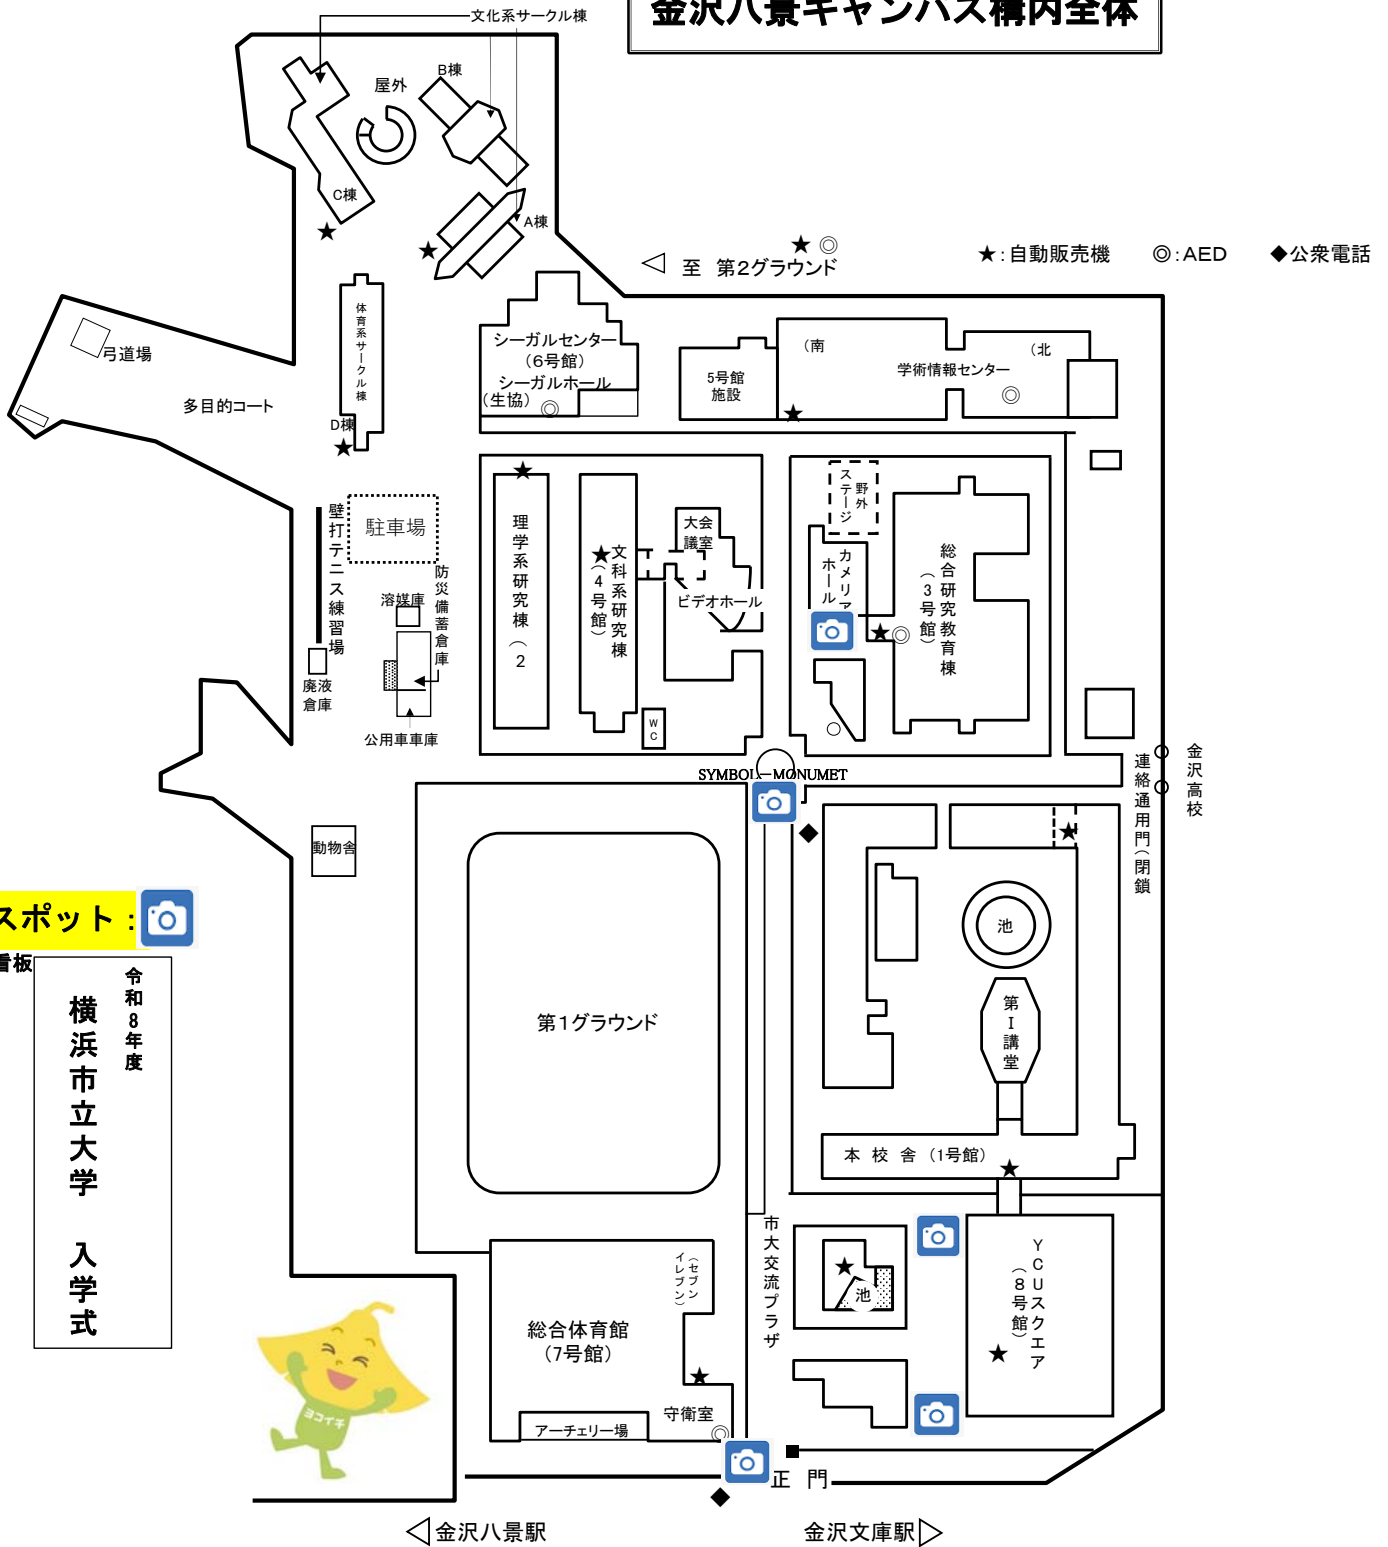 金沢八景キャンパス構内全体
文化系サークル棟
屋外
B棟
C棟
A棟
★ ◎
至 第2グラウンド
★:自動販売機 ◎:AED ◆公衆電話
弓道場
多目的コート
体育系サークル棟
D棟
シーガルセンター
(6号館)
シーガルホール
(生協)
5号館
施設
(南
(北
学術情報センター
壁打テニス練習場
駐車場
溶媒庫
防災備蓄倉庫
廃液
倉庫
公用車車庫
理学系研究棟(2
文科系研究棟
(4号館)
大会
議室
ビデオホール
WC
野外
ステージ
カメリア
ホール
総合研究教育棟
(3号館)
SYMBOL-MONUMET
連絡通用門(閉鎖
金沢高校
動物舎
スポット:
看板
令和8年度
横浜市立大学 入学式
第1グラウンド
池
第I講堂
本校舎(1号館)
市大交流プラザ
池
YCUスクエア
(8号館)
(セブン
イレブン)
総合体育館
(7号館)
守衛室
アーチェリー場
ヨコイチ
正門
金沢八景駅
金沢文庫駅